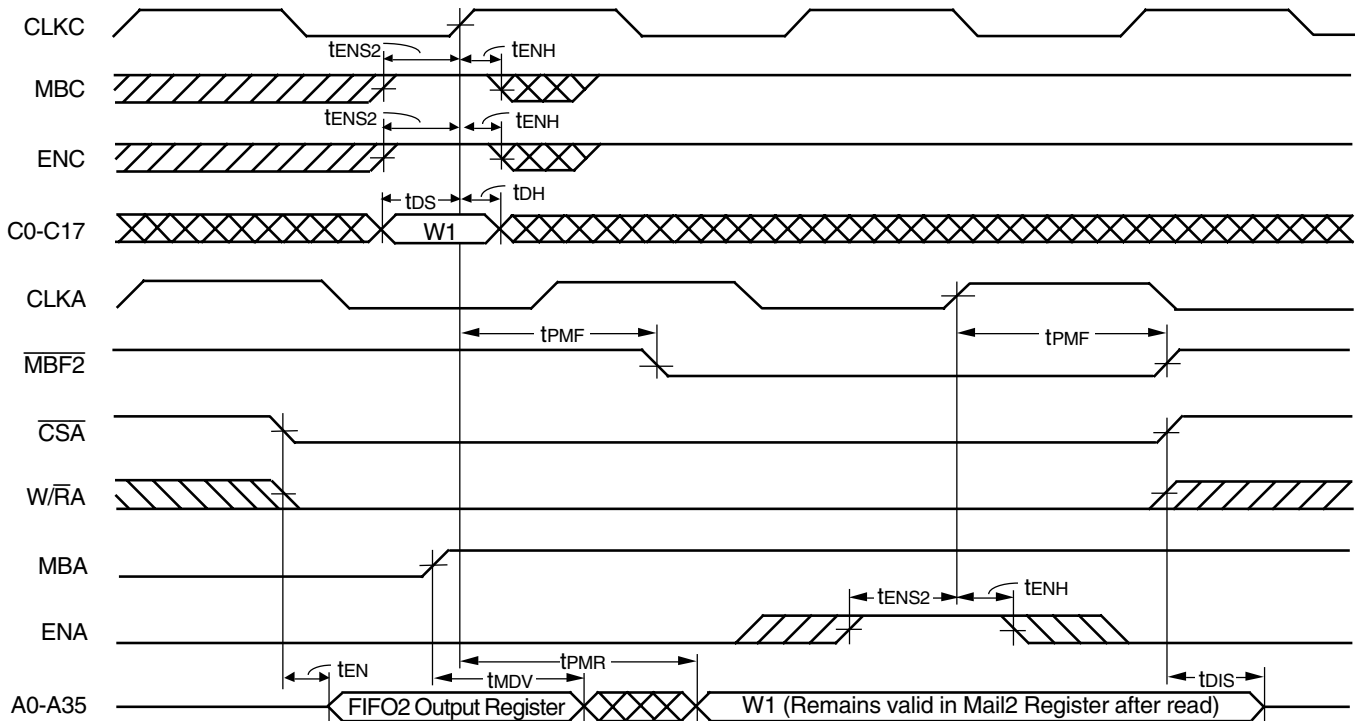 CLKC
tENS2 tENH
MBC
tENS2 tENH
ENC
tDS tDH
C0-C17 W1
CLKA
tPMF tPMF
MBF2
CSA
W/RA
MBA
tENS2 tENH
ENA
tEN tPMR
tMDV tDIS
A0-A35 FIFO2 Output Register W1 (Remains valid in Mail2 Register after read)